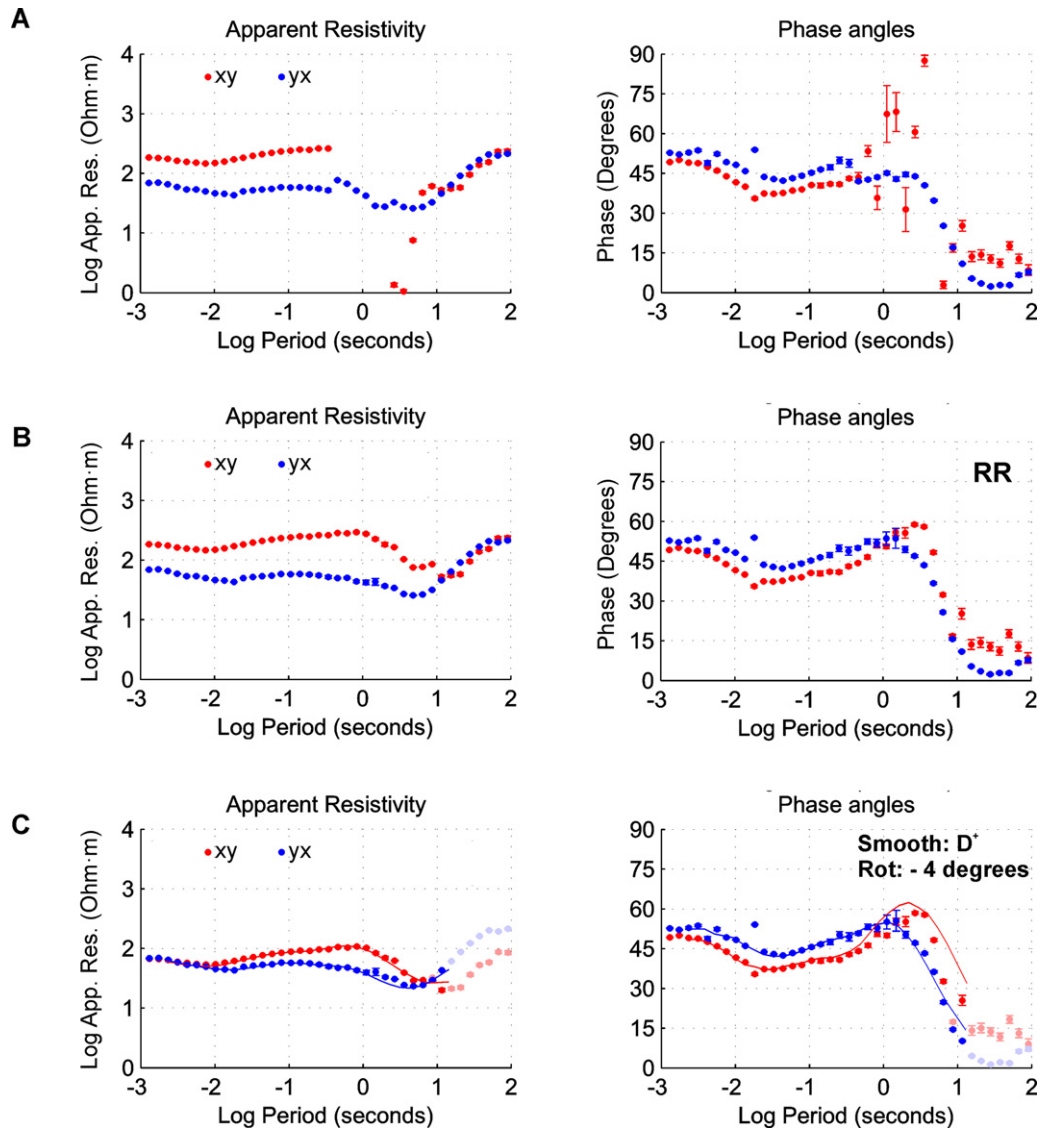 A
Apparent Resistivity
Phase angles
Log App. Res. (Ohm·m)
4
3
2
1
0
xy
yx
-3
-2
-1
0
1
2
Log Period (seconds)
Phase (Degrees)
90
75
60
45
30
15
0
-3
-2
-1
0
1
2
Log Period (seconds)
B
Apparent Resistivity
Phase angles
Log App. Res. (Ohm·m)
4
3
2
1
0
xy
yx
-3
-2
-1
0
1
2
Log Period (seconds)
Phase (Degrees)
90
75
60
45
30
15
0
RR
-3
-2
-1
0
1
2
Log Period (seconds)
C
Apparent Resistivity
Phase angles
Log App. Res. (Ohm·m)
4
3
2
1
0
xy
yx
-3
-2
-1
0
1
2
Log Period (seconds)
Phase (Degrees)
90
75
60
45
30
15
0
Smooth: D⁺
Rot: - 4 degrees
-3
-2
-1
0
1
2
Log Period (seconds)